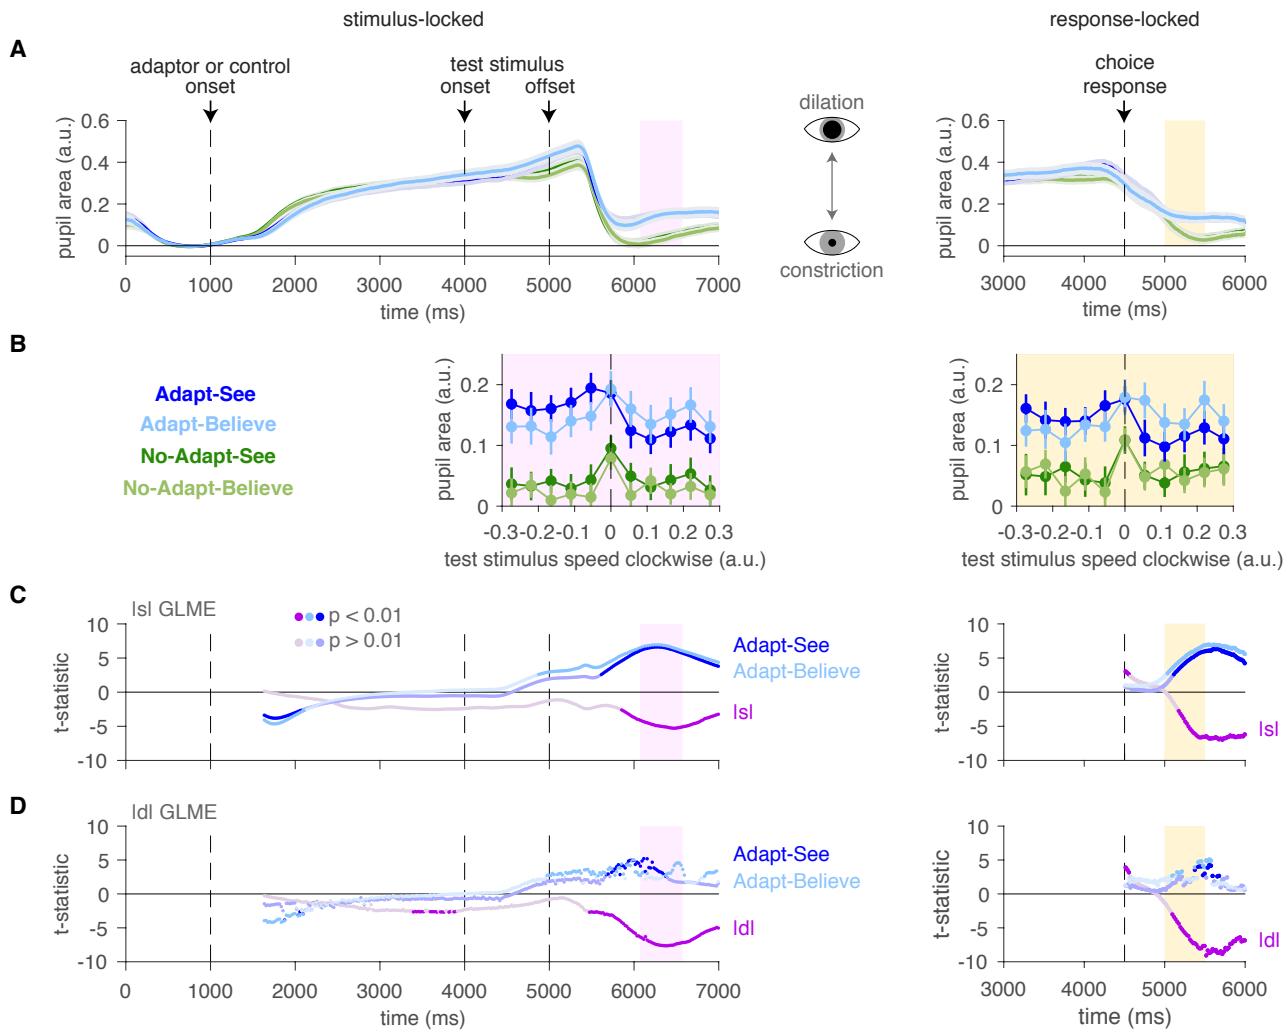 stimulus-locked
response-locked
A
adaptor or control
onset
test stimulus
onset
offset
choice
response
dilation
constriction
pupil area (a.u.)
0.6
0.4
0.2
0
0
1000
2000
3000
4000
5000
6000
7000
time (ms)
pupil area (a.u.)
0.6
0.4
0.2
0
3000
4000
5000
6000
time (ms)
B
Adapt-See
Adapt-Believe
No-Adapt-See
No-Adapt-Believe
pupil area (a.u.)
0.2
0.1
0
-0.3 -0.2 -0.1 0 0.1 0.2 0.3
test stimulus speed clockwise (a.u.)
pupil area (a.u.)
0.2
0.1
0
-0.3 -0.2 -0.1 0 0.1 0.2 0.3
test stimulus speed clockwise (a.u.)
C
|s| GLME
p < 0.01
p > 0.01
t-statistic
10
5
0
-5
-10
Adapt-See
Adapt-Believe
|s|
t-statistic
10
5
0
-5
-10
|s|
D
|d| GLME
t-statistic
10
5
0
-5
-10
0
1000
2000
3000
4000
5000
6000
7000
time (ms)
Adapt-See
Adapt-Believe
|d|
t-statistic
10
5
0
-5
-10
3000
4000
5000
6000
time (ms)
|d|